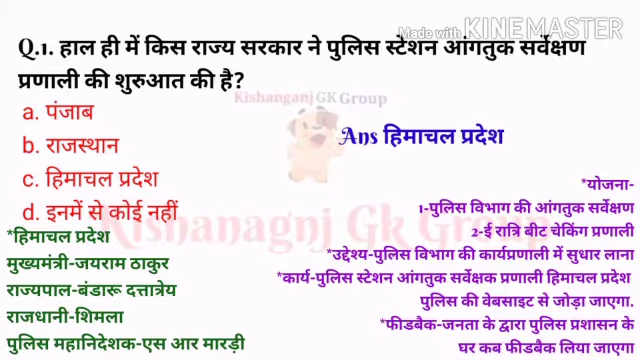 Made with KINEMASTER
Q.1. हाल ही में किस राज्य सरकार ने पुलिस स्टेशन आंगतुक सर्वेक्षण
प्रणाली की शुरुआत की है?
Kishanganj GK Group
a. पंजाब
b. राजस्थान
c. हिमाचल प्रदेश
d. इनमें से कोई नहीं
Ans हिमाचल प्रदेश
Kishanagnj Gk Group
*हिमाचल प्रदेश
मुख्यमंत्री-जयराम ठाकुर
राज्यपाल-बंडारू दत्तात्रेय
राजधानी-शिमला
पुलिस महानिदेशक-एस आर मारड़ी
*योजना-
1-पुलिस विभाग की आंगतुक सर्वेक्षण
2-ई रात्रि बीट चेकिंग प्रणाली
*उद्देश्य-पुलिस विभाग की कार्यप्रणाली में सुधार लाना
*कार्य-पुलिस स्टेशन आंगतुक सर्वेक्षक प्रणाली हिमाचल प्रदेश
पुलिस की वेबसाइट से जोड़ा जाएगा.
*फीडबैक-जनता के द्वारा पुलिस प्रशासन के
घर कब फीडबैक लिया जाएगा